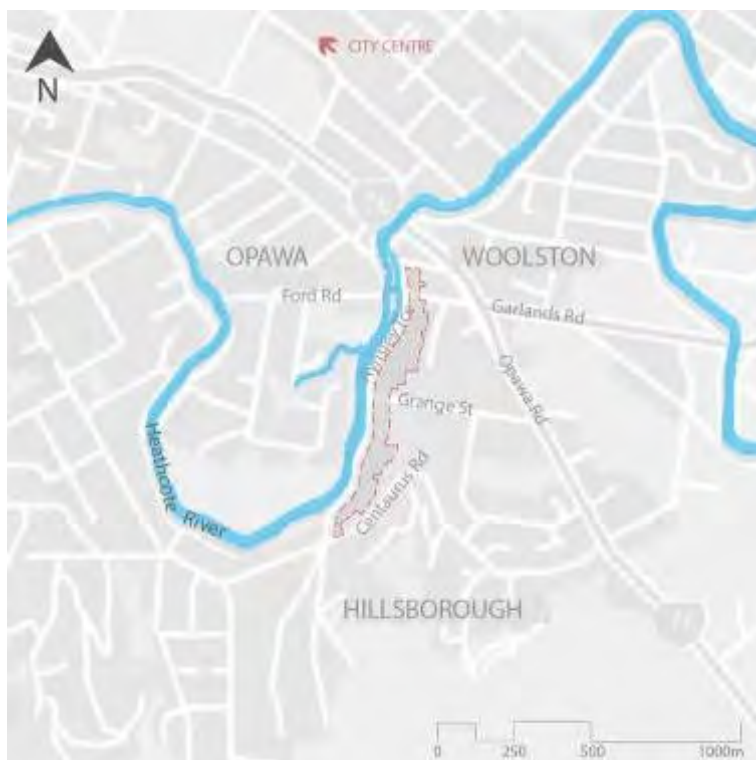 CITY CENTRE
N
OPAWA
WOOLSTON
Ford Rd
Garlands Rd
Opawa Rd
Grange St
Centaurus Rd
Heathcote River
HILLSBOROUGH
0 250 500 1000m